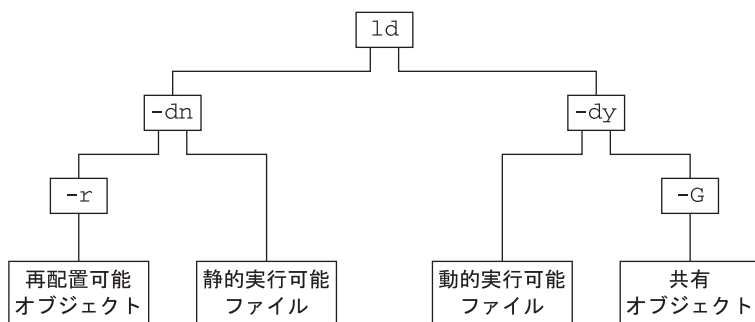 ld
-dn
-dy
-r
-G
再配置可能
オブジェクト
静的実行可能
ファイル
動的実行可能
ファイル
共有
オブジェクト